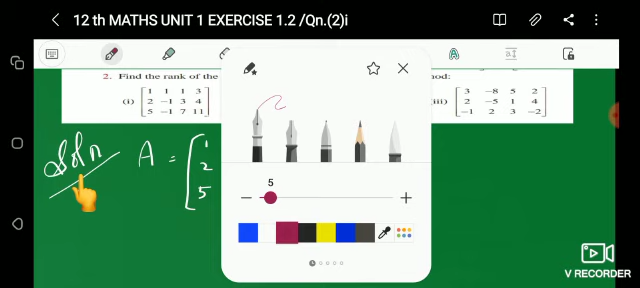 12 th MATHS UNIT 1 EXERCISE 1.2 /Qn.(2)i
2. Find the rank of the
od:
(i) [1 1 1 3
2 −1 3 4
5 −1 7 11]
(iii) [3 −8 5 2
2 −5 1 4
−1 2 3 −2]
Soln
A = [1
2
5
5
V RECORDER